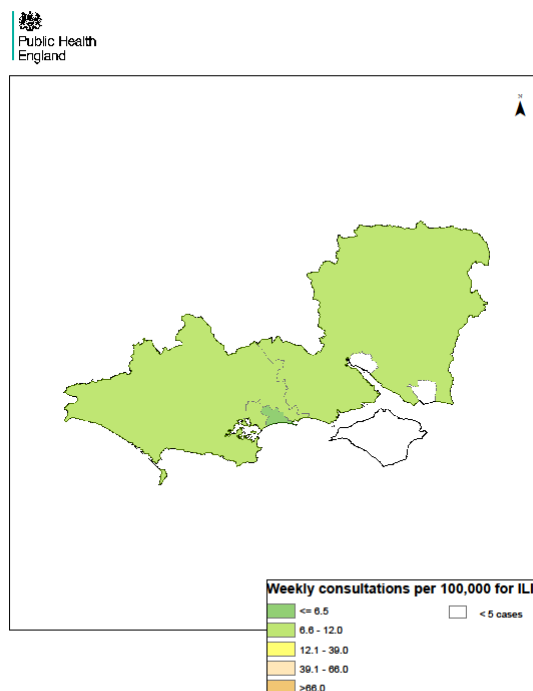 Public Health
England
N
Weekly consultations per 100,000 for ILI
<= 6.5
< 5 cases
6.6 - 12.0
12.1 - 39.0
39.1 - 66.0
>66.0